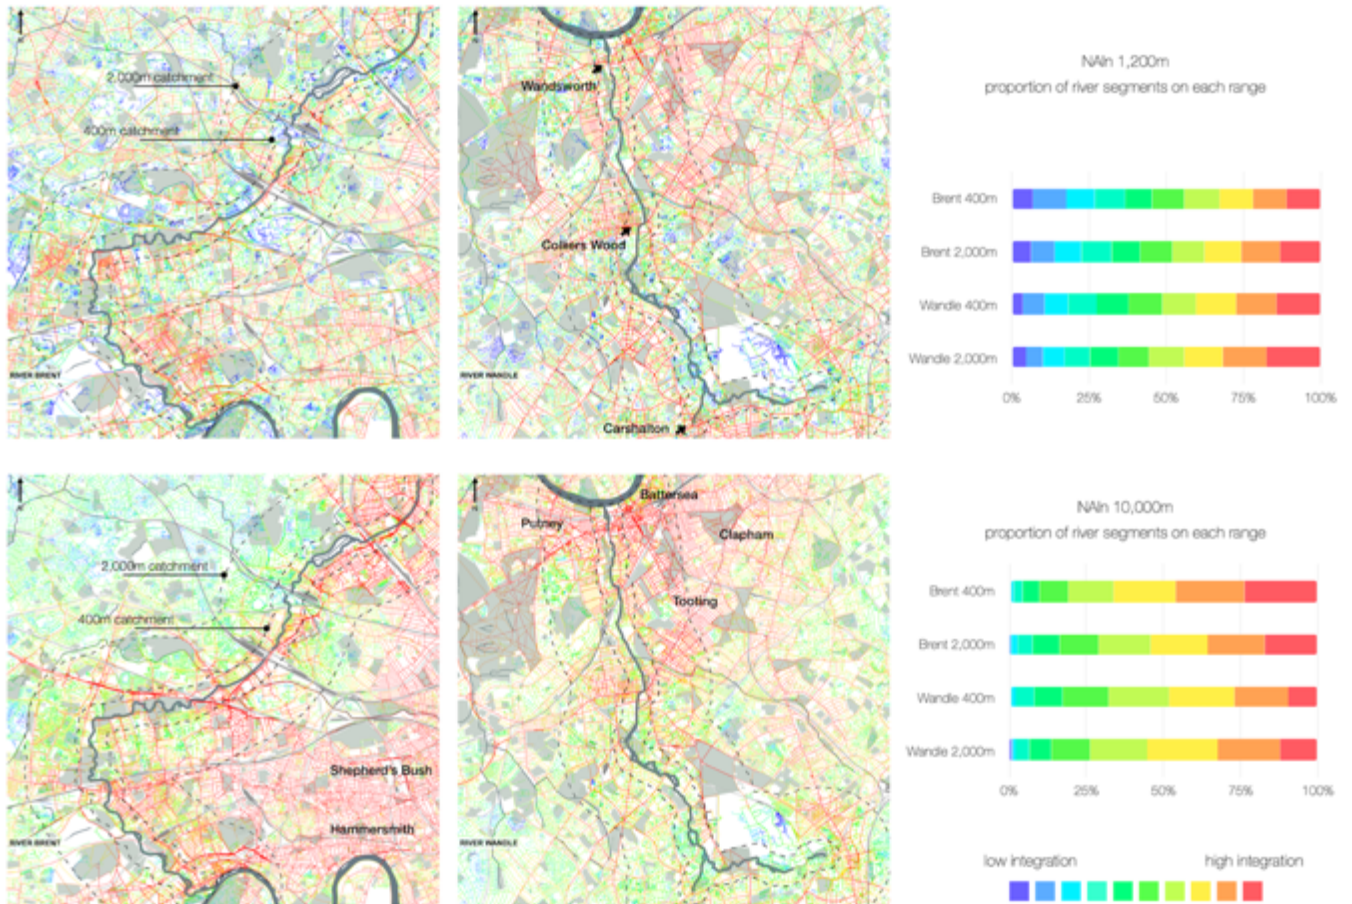 2,000m catchment
400m catchment
RIVER BRENT
Wandsworth
Colliers Wood
RIVER WANDLE
Carshalton
NAIn 1,200m
proportion of river segments on each range
Brent 400m
Brent 2,000m
Wandle 400m
Wandle 2,000m
0% 25% 50% 75% 100%
2,000m catchment
400m catchment
Shepherd's Bush
Hammersmith
RIVER BRENT
Battersea
Putney
Clapham
Tooting
RIVER WANDLE
NAIn 10,000m
proportion of river segments on each range
Brent 400m
Brent 2,000m
Wandle 400m
Wandle 2,000m
0% 25% 50% 75% 100%
low integration high integration